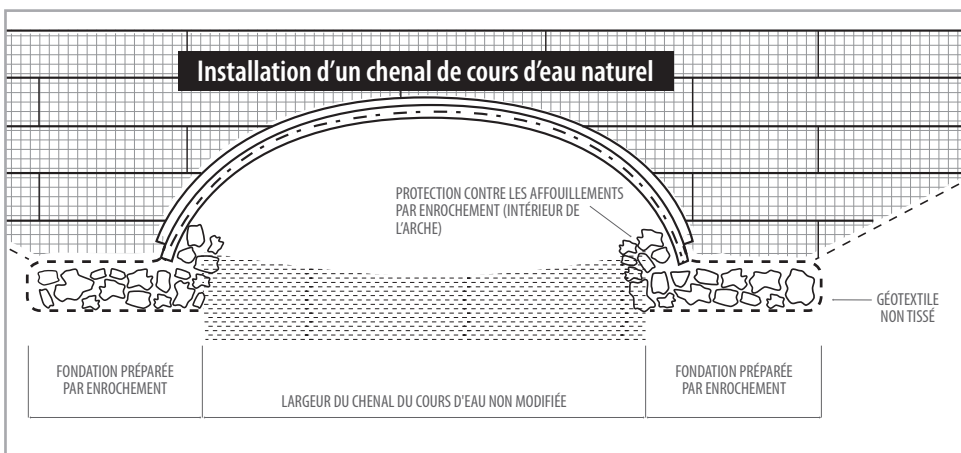 Installation d'un chenal de cours d'eau naturel
PROTECTION CONTRE LES AFFOUILLEMENTS
PAR ENROCHEMENT (INTÉRIEUR DE
L'ARCHE)
GÉOTEXTILE
NON TISSÉ
FONDATION PRÉPARÉE
PAR ENROCHEMENT
LARGEUR DU CHENAL DU COURS D'EAU NON MODIFIÉE
FONDATION PRÉPARÉE
PAR ENROCHEMENT